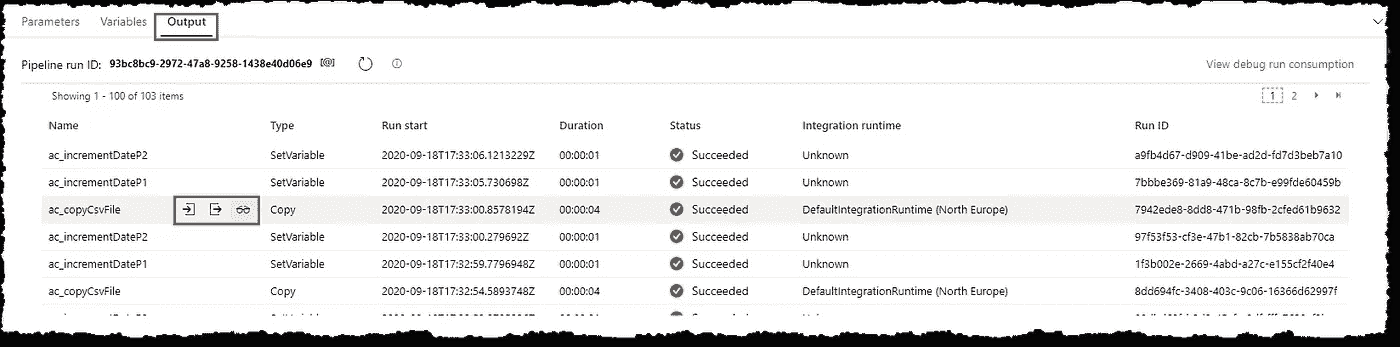 Parameters Variables Output
Pipeline run ID: 93bc8bc9-2972-47a8-9258-1438e40d06e9 View debug run consumption
Showing 1 - 100 of 103 items 1 2
Name Type Run start Duration Status Integration runtime Run ID
ac_incrementDateP2 SetVariable 2020-09-18T17:33:06.1213229Z 00:00:01 Succeeded Unknown a9fb4d67-d909-41be-ad2d-fd7d3beb7a10
ac_incrementDateP1 SetVariable 2020-09-18T17:33:05.730698Z 00:00:01 Succeeded Unknown 7bbbe369-81a9-48ca-8c7b-e99fde60459b
ac_copyCsvFile Copy 2020-09-18T17:33:00.8578194Z 00:00:04 Succeeded DefaultIntegrationRuntime (North Europe) 7942ede8-8dd8-471b-98fb-2cfed61b9632
ac_incrementDateP2 SetVariable 2020-09-18T17:33:00.279692Z 00:00:01 Succeeded Unknown 97f53f53-cf3e-47b1-82cb-7b5838ab70ca
ac_incrementDateP1 SetVariable 2020-09-18T17:32:59.7796948Z 00:00:01 Succeeded Unknown 1f3b002e-2669-4abd-a27c-e155cf2f40e4
ac_copyCsvFile Copy 2020-09-18T17:32:54.5893748Z 00:00:04 Succeeded DefaultIntegrationRuntime (North Europe) 8dd694fc-3408-403c-9c06-16366d62997f